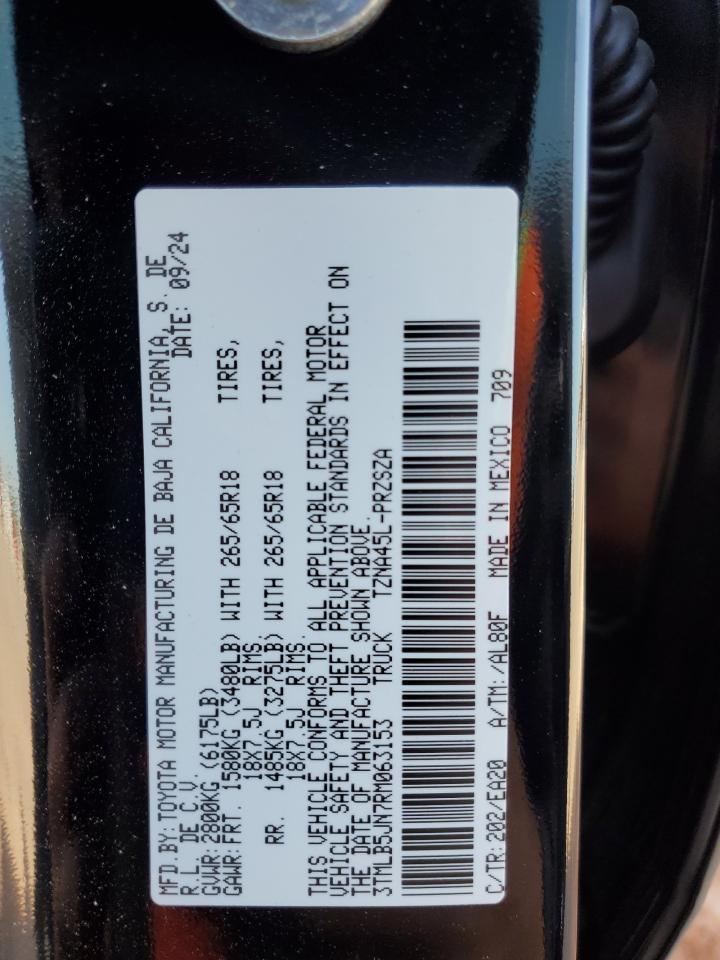 MFD.BY: TOYOTA MOTOR MANUFACTURING DE BAJA CALIFORNIA, S. DE
R.L. DE C.V. DATE: 09/24
GVWR: 2800KG (6175LB)
GAWR: FRT. 1580KG (3480LB) WITH 265/65R18 TIRES,
18X7.5J RIMS.
RR. 1485KG (3275LB) WITH 265/65R18 TIRES,
18X7.5J RIMS.
THIS VEHICLE CONFORMS TO ALL APPLICABLE FEDERAL MOTOR
VEHICLE SAFETY AND THEFT PREVENTION STANDARDS IN EFFECT ON
THE DATE OF MANUFACTURE SHOWN ABOVE.
3TMLB5JN7RM063153 TRUCK TZNA45L-PRZSZA
C/TR: 202/EA20 A/TM: /AL80F MADE IN MEXICO 709